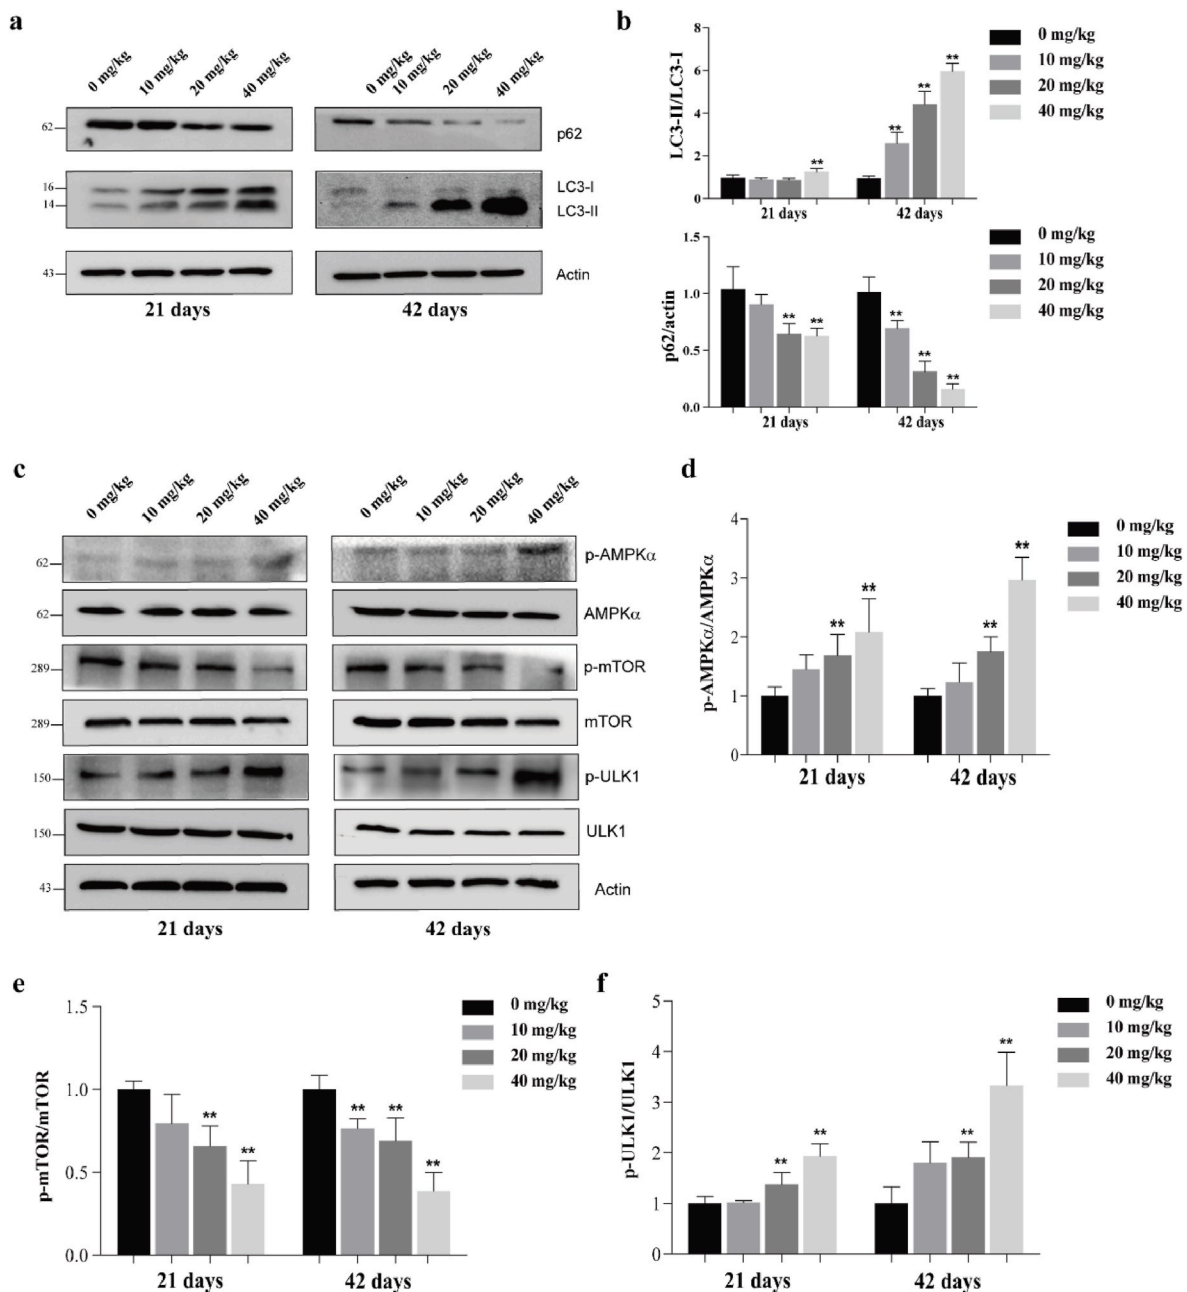 a
0 mg/kg 10 mg/kg 20 mg/kg 40 mg/kg
0 mg/kg 10 mg/kg 20 mg/kg 40 mg/kg
62
p62
16
LC3-I
14
LC3-II
43
Actin
21 days
42 days
b
LC3-II/LC3-I
8
6
4
2
0
** ** ** **
21 days
42 days
0 mg/kg
10 mg/kg
20 mg/kg
40 mg/kg
p62/actin
1.5
1.0
0.5
0.0
** ** ** ** **
21 days
42 days
0 mg/kg
10 mg/kg
20 mg/kg
40 mg/kg
c
0 mg/kg 10 mg/kg 20 mg/kg 40 mg/kg
0 mg/kg 10 mg/kg 20 mg/kg 40 mg/kg
62
p-AMPKα
62
AMPKα
289
p-mTOR
289
mTOR
150
p-ULK1
150
ULK1
43
Actin
21 days
42 days
d
p-AMPKα/AMPKα
4
3
2
1
0
** ** ** **
21 days
42 days
0 mg/kg
10 mg/kg
20 mg/kg
40 mg/kg
e
p-mTOR/mTOR
1.5
1.0
0.5
0.0
** ** ** ** **
21 days
42 days
0 mg/kg
10 mg/kg
20 mg/kg
40 mg/kg
f
p-ULK1/ULK1
5
4
3
2
1
0
** ** ** **
21 days
42 days
0 mg/kg
10 mg/kg
20 mg/kg
40 mg/kg